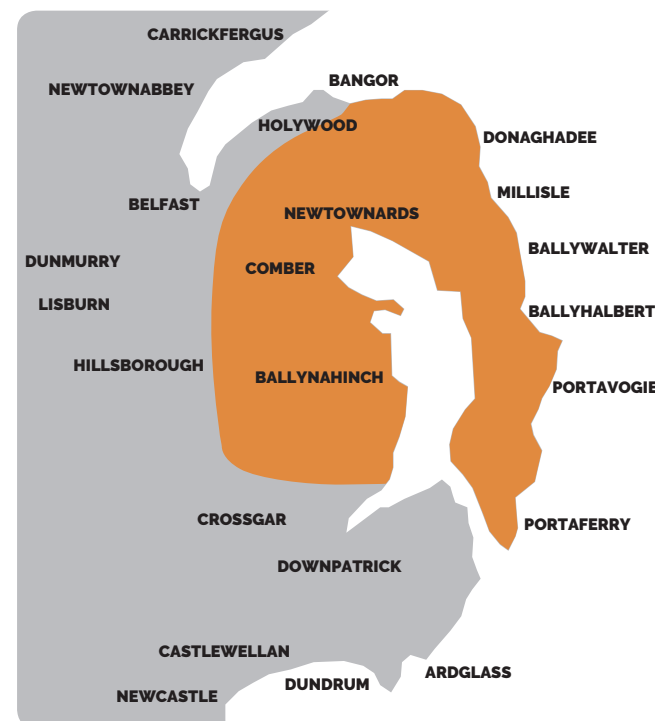 CARRICKFERGUS
BANGOR
NEWTOWNABBEY
HOLYWOOD
DONAGHADEE
MILLISLE
BELFAST
NEWTOWNARDS
BALLYWALTER
DUNMURRY
COMBER
LISBURN
BALLYHALBERT
HILLSBOROUGH
BALLYNAHINCH
PORTAVOGIE
CROSSGAR
PORTAFERRY
DOWNPATRICK
CASTLEWELLAN
ARDGLASS
DUNDRUM
NEWCASTLE